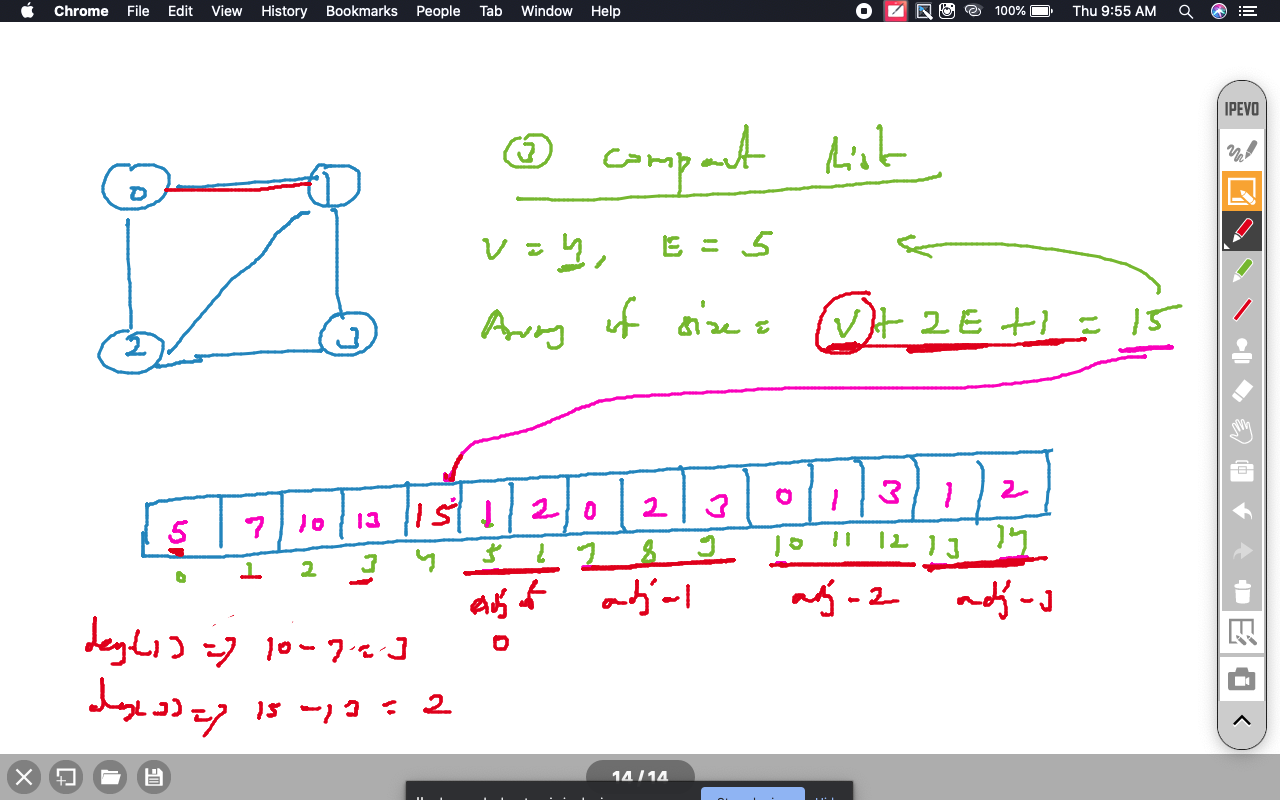 Chrome File Edit View History Bookmarks People Tab Window Help 100% Thu 9:55 AM
IPEVO
③ Compact List
0 1
V = 4, E = 5
Array of size = V + 2E + 1 = 15
2 3
5 7 10 13 15 1 2 0 2 3 0 1 3 1 2
0 1 2 3 4 5 6 7 8 9 10 11 12 13 14
adj of 0 adj-1 adj-2 adj-3
deg(1) => 10-7=3
deg(3) => 15-13 = 2
14/14